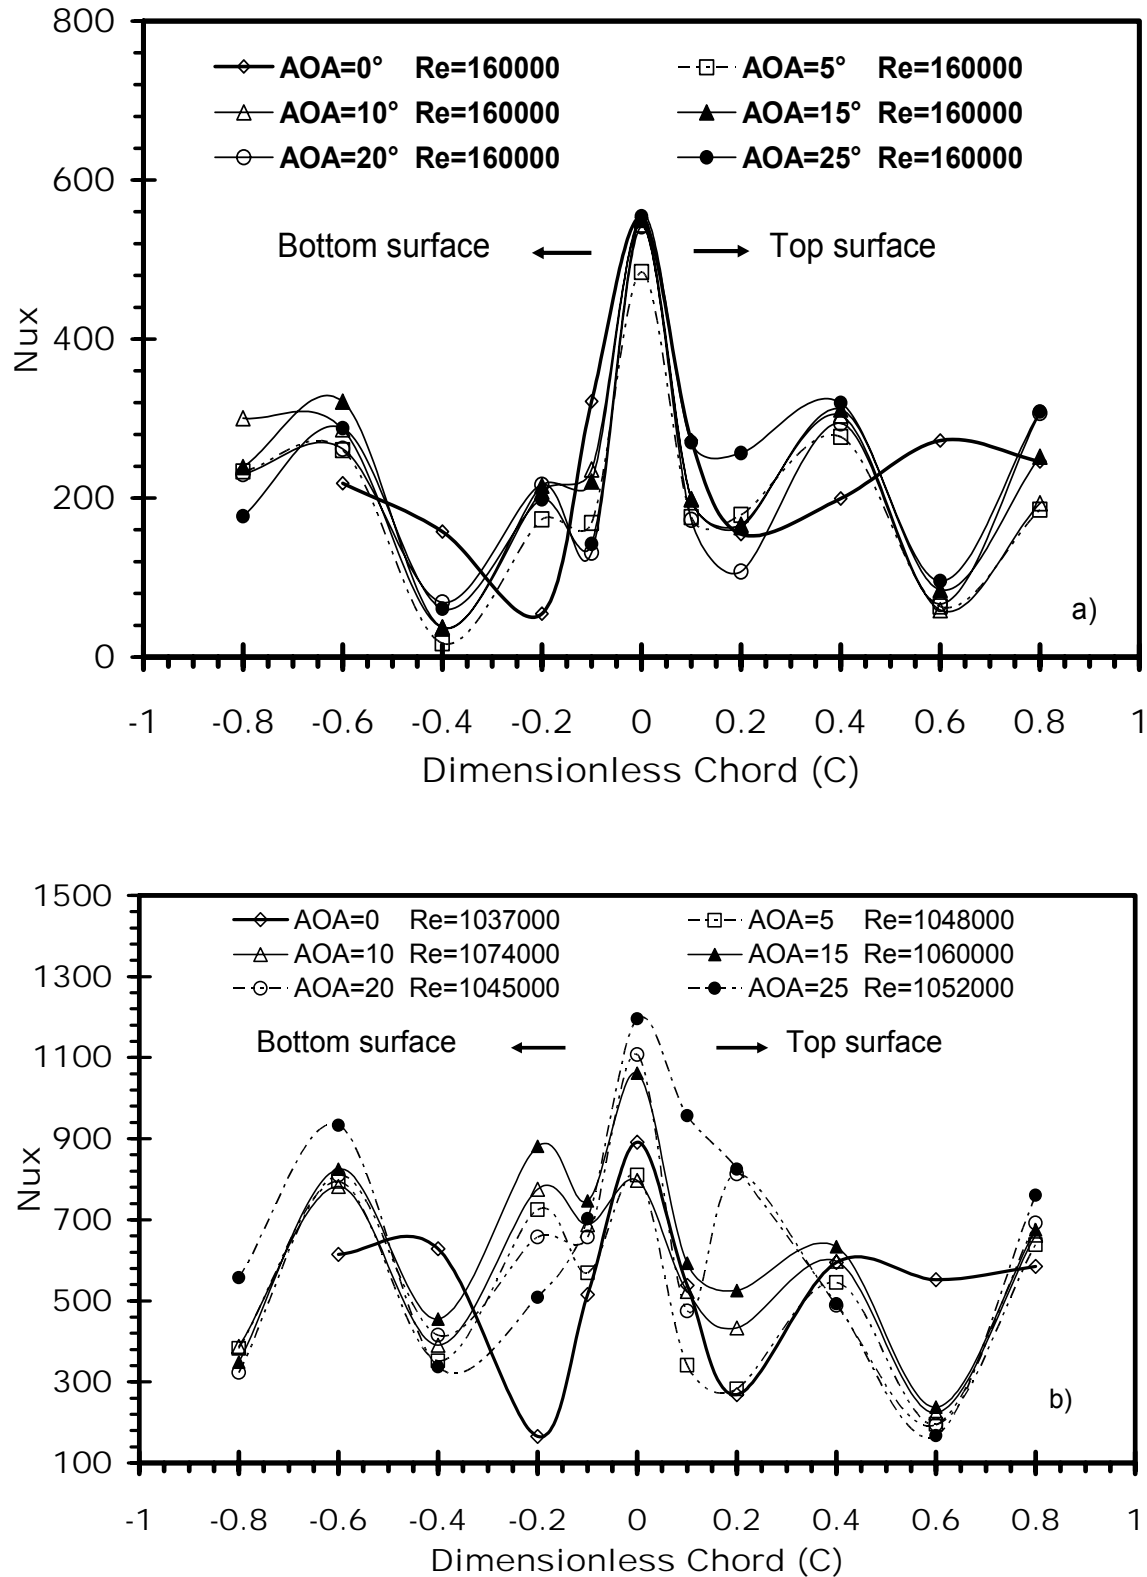 800
AOA=0° Re=160000 AOA=5° Re=160000
AOA=10° Re=160000 AOA=15° Re=160000
AOA=20° Re=160000 AOA=25° Re=160000
600
Bottom surface Top surface
Nux
400
200
a)
0
-1 -0.8 -0.6 -0.4 -0.2 0 0.2 0.4 0.6 0.8 1
Dimensionless Chord (C)
1500
AOA=0 Re=1037000 AOA=5 Re=1048000
AOA=10 Re=1074000 AOA=15 Re=1060000
AOA=20 Re=1045000 AOA=25 Re=1052000
1300
Bottom surface Top surface
1100
900
Nux
700
500
300
b)
100
-1 -0.8 -0.6 -0.4 -0.2 0 0.2 0.4 0.6 0.8 1
Dimensionless Chord (C)